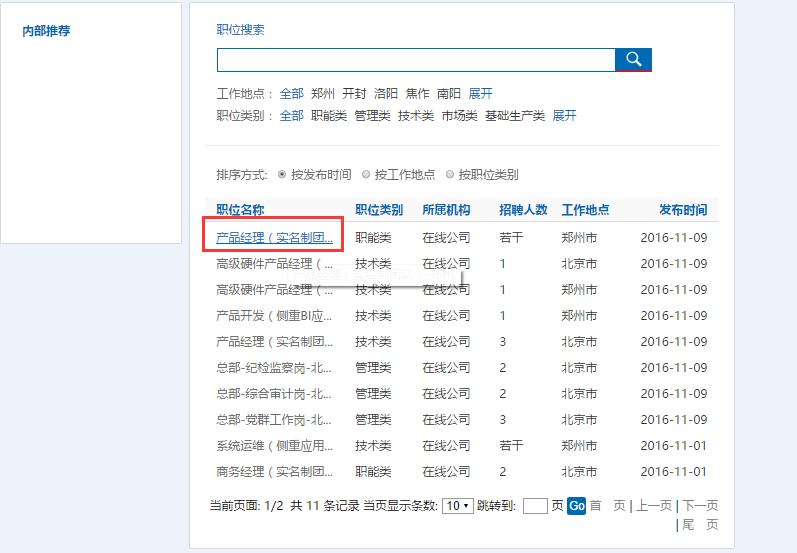 内部推荐
职位搜索
工作地点： 全部 郑州 开封 洛阳 焦作 南阳 展开
职位类别： 全部 职能类 管理类 技术类 市场类 基础生产类 展开
排序方式: 按发布时间 按工作地点 按职位类别
职位名称 职位类别 所属机构 招聘人数 工作地点 发布时间
产品经理（实名制团... 职能类 在线公司 若干 郑州市 2016-11-09
高级硬件产品经理（... 技术类 在线公司 1 北京市 2016-11-09
高级硬件产品经理（... 技术类 在线公司 1 郑州市 2016-11-09
产品开发（侧重BI应... 技术类 在线公司 1 郑州市 2016-11-09
产品经理（实名制团... 技术类 在线公司 3 北京市 2016-11-09
总部-纪检监察岗-北... 管理类 在线公司 2 北京市 2016-11-09
总部-综合审计岗-北... 管理类 在线公司 2 北京市 2016-11-09
总部-党群工作岗-北... 管理类 在线公司 3 北京市 2016-11-09
系统运维（侧重应用... 技术类 在线公司 若干 郑州市 2016-11-01
商务经理（实名制团... 职能类 在线公司 2 北京市 2016-11-01
当前页面: 1/2 共 11 条记录 当页显示条数: 10 跳转到: 页 Go 首 页 | 上一页 | 下一页
| 尾 页